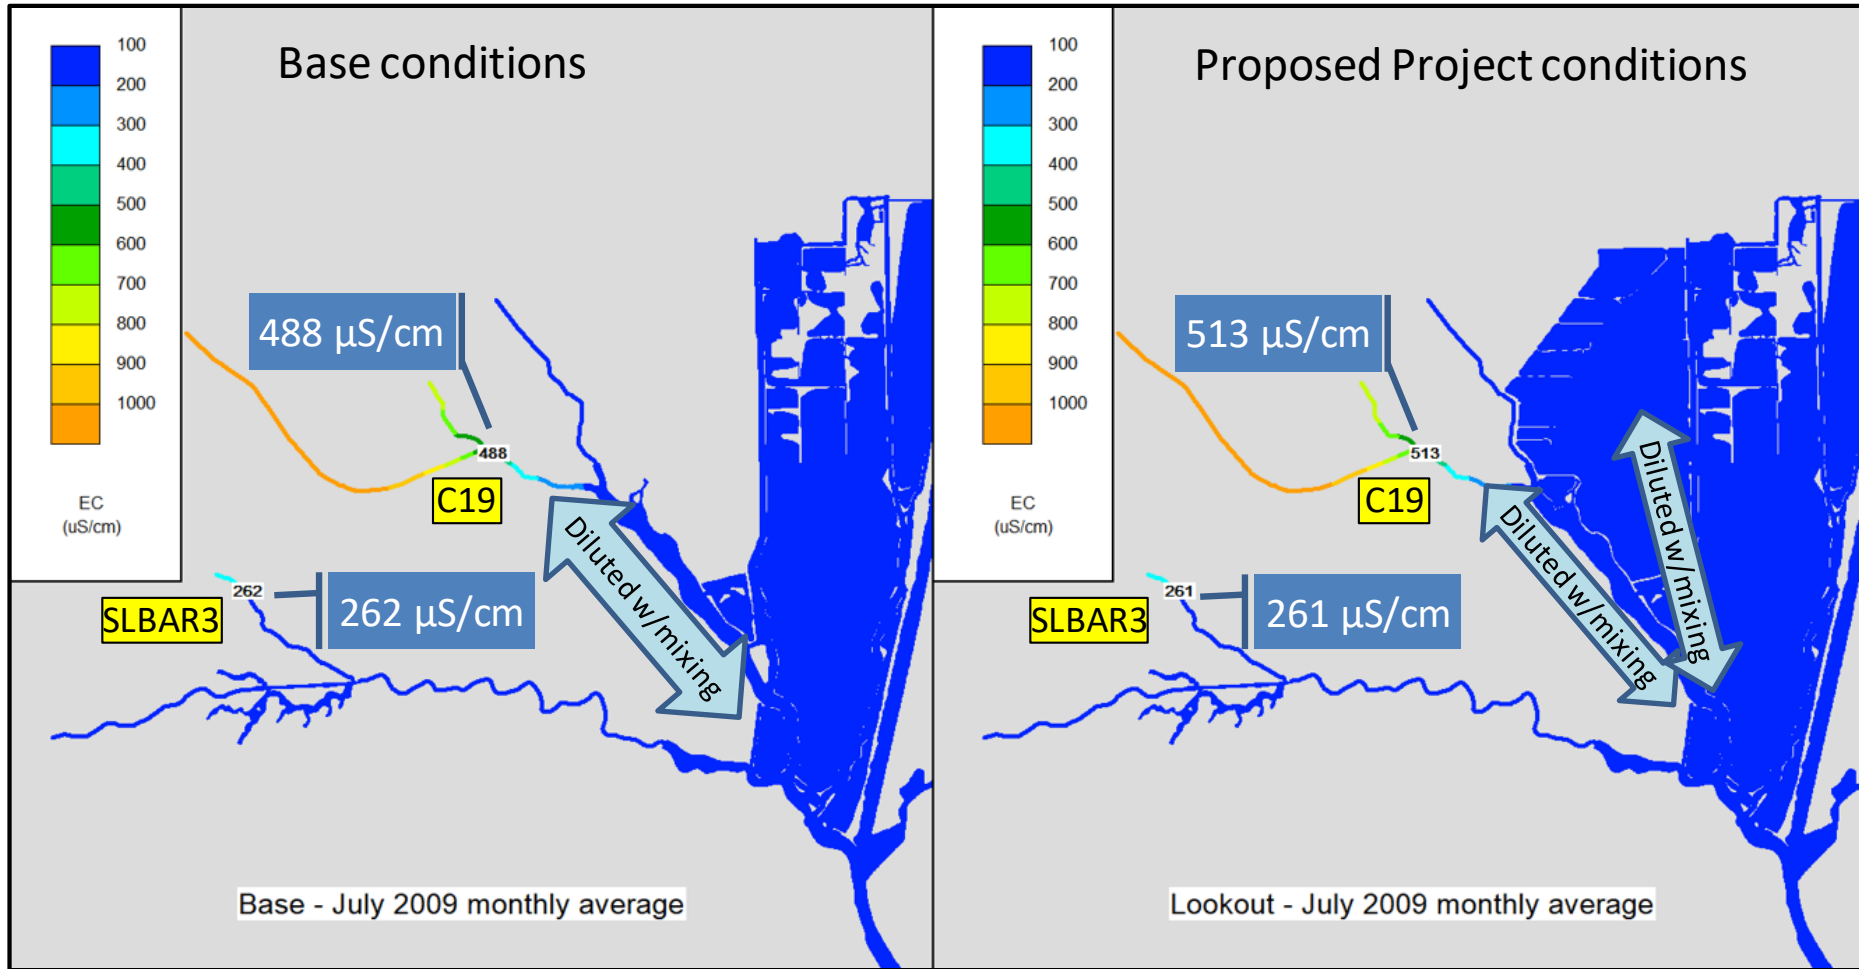 Base conditions
100
200
300
400
500
600
700
800
900
1000
EC
(uS/cm)
488 µS/cm
488
C19
Diluted w/mixing
262
SLBAR3
262 µS/cm
Base - July 2009 monthly average
Proposed Project conditions
100
200
300
400
500
600
700
800
900
1000
EC
(uS/cm)
513 µS/cm
513
C19
Diluted w/mixing
Diluted w/mixing
261
SLBAR3
261 µS/cm
Lookout - July 2009 monthly average